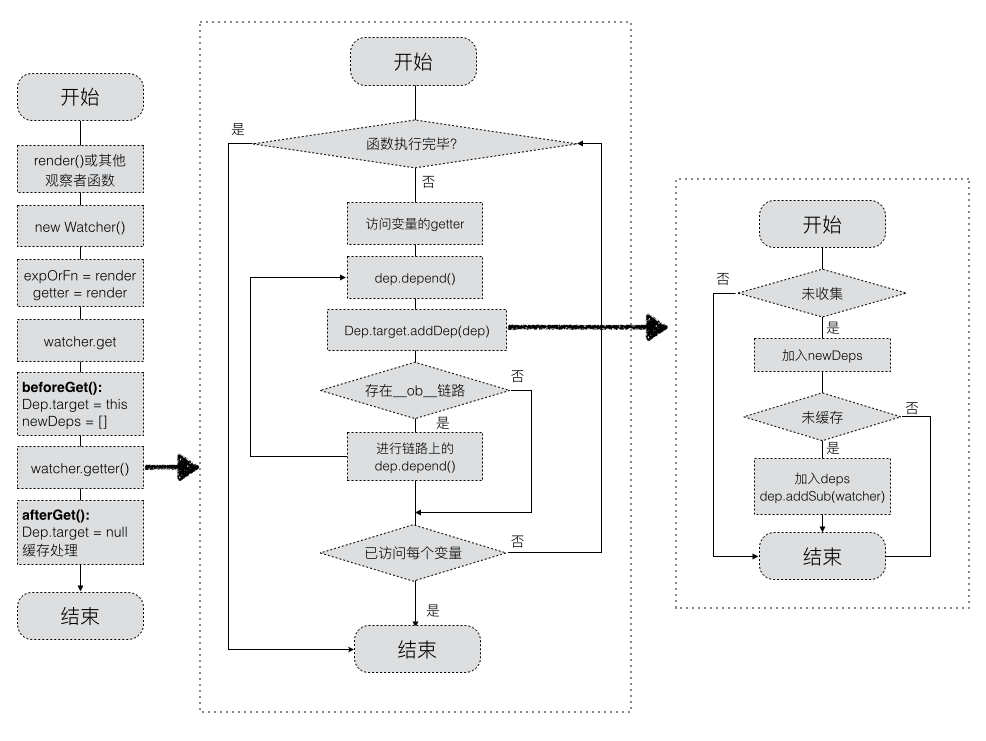 开始
render()或其他
观察者函数
new Watcher()
expOrFn = render
getter = render
watcher.get
beforeGet():
Dep.target = this
newDeps = []
watcher.getter()
afterGet():
Dep.target = null
缓存处理
结束
开始
是
函数执行完毕?
否
访问变量的getter
dep.depend()
Dep.target.addDep(dep)
存在__ob__链路
否
是
进行链路上的
dep.depend()
已访问每个变量
否
是
结束
开始
否
未收集
是
加入newDeps
未缓存
否
是
加入deps
dep.addSub(watcher)
结束